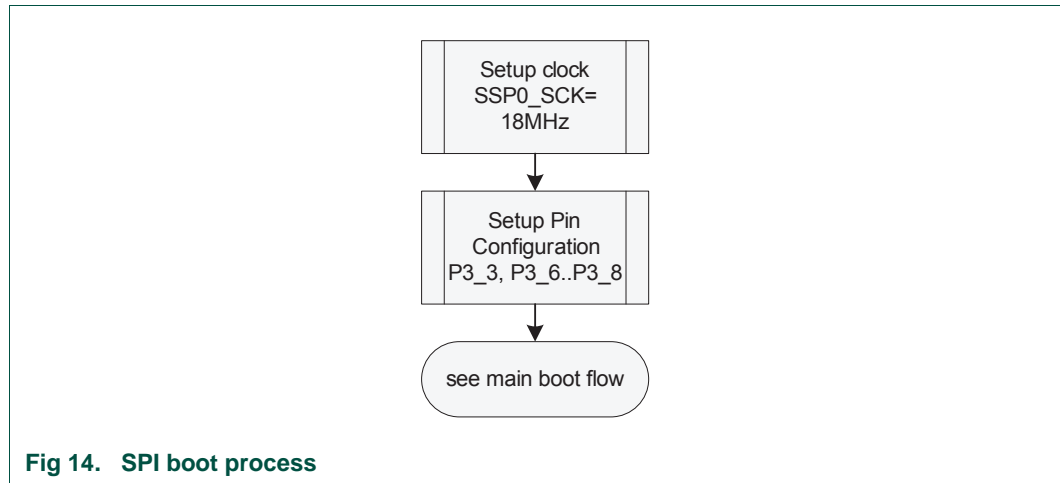 Setup clock
SSP0_SCK=
18MHz
Setup Pin
Configuration
P3_3, P3_6..P3_8
see main boot flow
Fig 14. SPI boot process